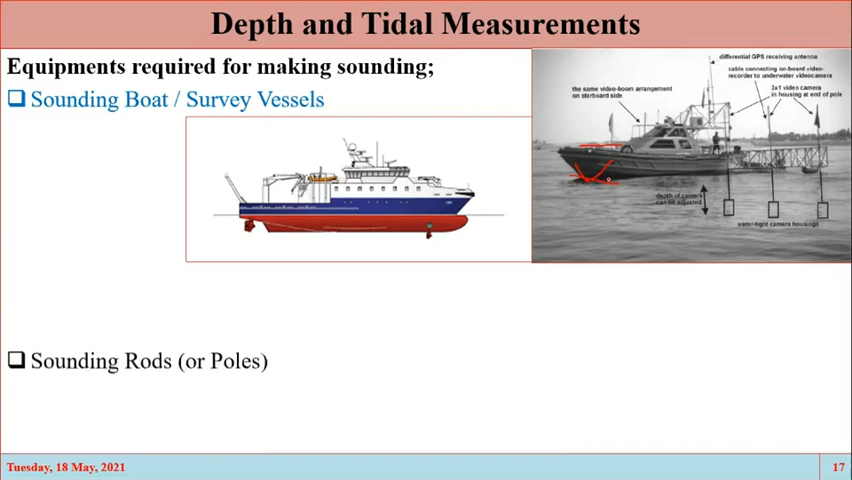 Depth and Tidal Measurements
Equipments required for making sounding;
Sounding Boat / Survey Vessels
differential GPS receiving antenna
cable connecting on-board video-
recorder to underwater videocamera
the same video-boom arrangement
on starboard side
2x1 video camera
in housing at end of pole
depth of camera
can be adjusted
water-tight camera housings
Sounding Rods (or Poles)
Tuesday, 18 May, 2021
17